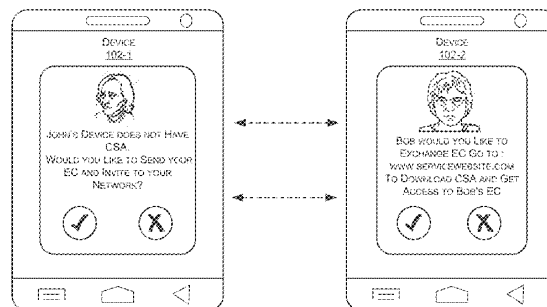 DEVICE
102-1
JOHN'S DEVICE DOES NOT HAVE
CSA.
WOULD YOU LIKE TO SEND YOUR
EC AND INVITE TO YOUR
NETWORK?
DEVICE
102-2
BOB WOULD YOU LIKE TO
EXCHANGE EC GO TO :
WWW.SERVICEWEBSITE.COM
TO DOWNLOAD CSA AND GET
ACCESS TO BOB'S EC